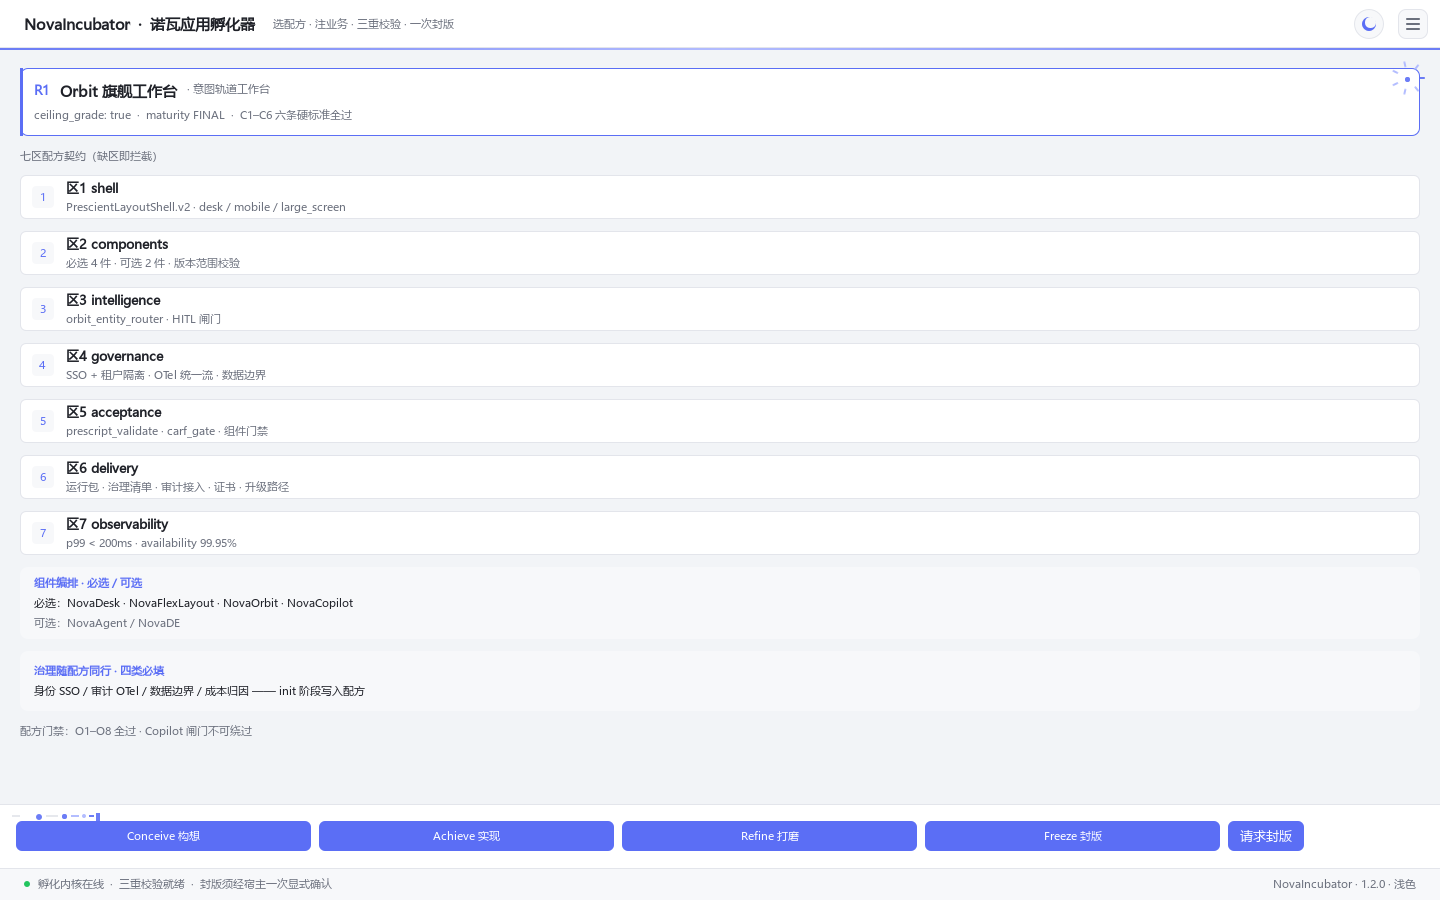 NovaIncubator · 诺瓦应用孵化器 选配方 · 注业务 · 三重校验 · 一次封版
R1 Orbit 旗舰工作台 · 意图轨道工作台
ceiling_grade: true · maturity FINAL · C1–C6 六条硬标准全过
七区配方契约（缺区即拦截）
1 区1 shell
PrescientLayoutShell.v2 · desk / mobile / large_screen
2 区2 components
必选 4 件 · 可选 2 件 · 版本范围校验
3 区3 intelligence
orbit_entity_router · HITL 闸门
4 区4 governance
SSO + 租户隔离 · OTel 统一流 · 数据边界
5 区5 acceptance
prescript_validate · carf_gate · 组件门禁
6 区6 delivery
运行包 · 治理清单 · 审计接入 · 证书 · 升级路径
7 区7 observability
p99 < 200ms · availability 99.95%
组件编排 · 必选 / 可选
必选：NovaDesk · NovaFlexLayout · NovaOrbit · NovaCopilot
可选：NovaAgent / NovaDE
治理随配方同行 · 四类必填
身份 SSO / 审计 OTel / 数据边界 / 成本归因 —— init 阶段写入配方
配方门禁：O1–O8 全过 · Copilot 闸门不可绕过
Conceive 构想 Achieve 实现 Refine 打磨 Freeze 封版 请求封版
孵化内核在线 · 三重校验就绪 · 封版须经宿主一次显式确认 NovaIncubator · 1.2.0 · 浅色